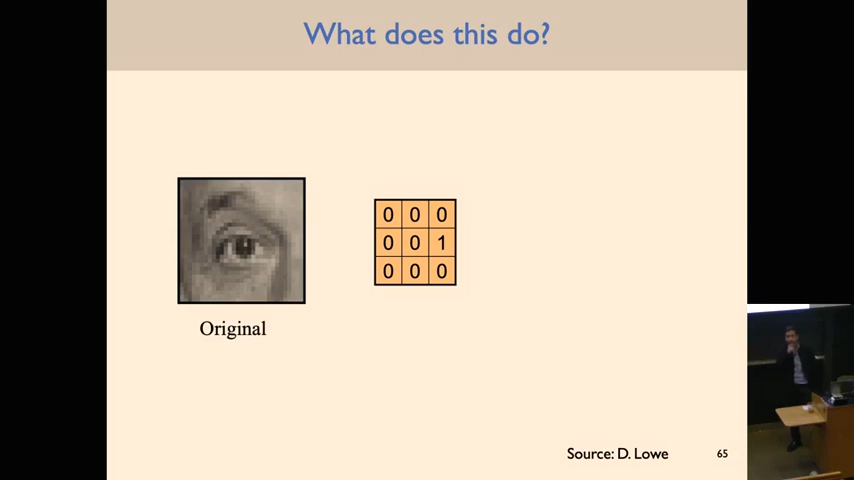 What does this do?
0 0 0
0 0 1
0 0 0
Original
Source: D. Lowe
65